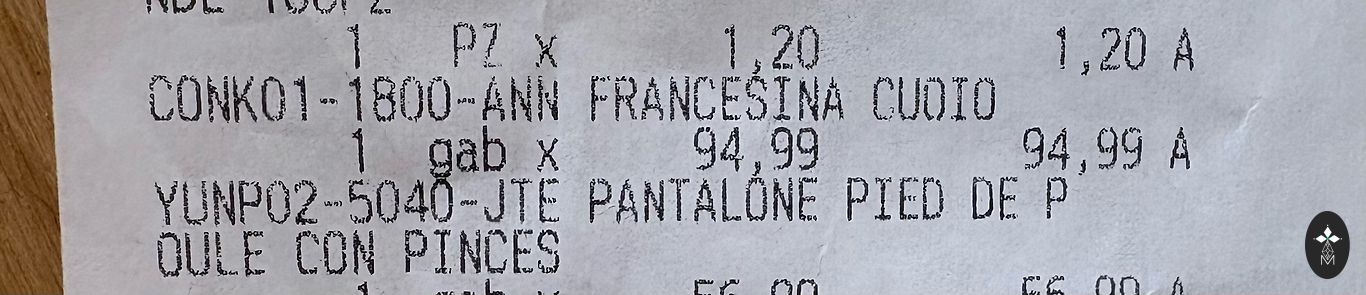 1 PZ x 1,20 1,20 A
CONK01-1800-ANN FRANCESINA CUOIO
1 gab x 94,99 94,99 A
YUNP02-5040-JTE PANTALONE PIED DE P
OULE CON PINCES